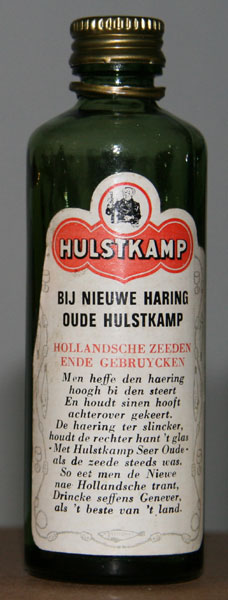 HULSTKAMP
BIJ NIEUWE HARING
OUDE HULSTKAMP
HOLLANDSCHE ZEEDEN
ENDE GEBRUYCKEN
Men heffe den haering
hoogh bi den steert
En houdt sinen hooft
achterover gekeert.
De haering ter slincker,
houdt de rechter hant 't glas
-Met Hulstkamp Seer Oude-
als de zeede steeds was.
So eet men de Niewe
nae Hollandsche trant,
Drincke seffens Genever,
als 't beste van 't land.